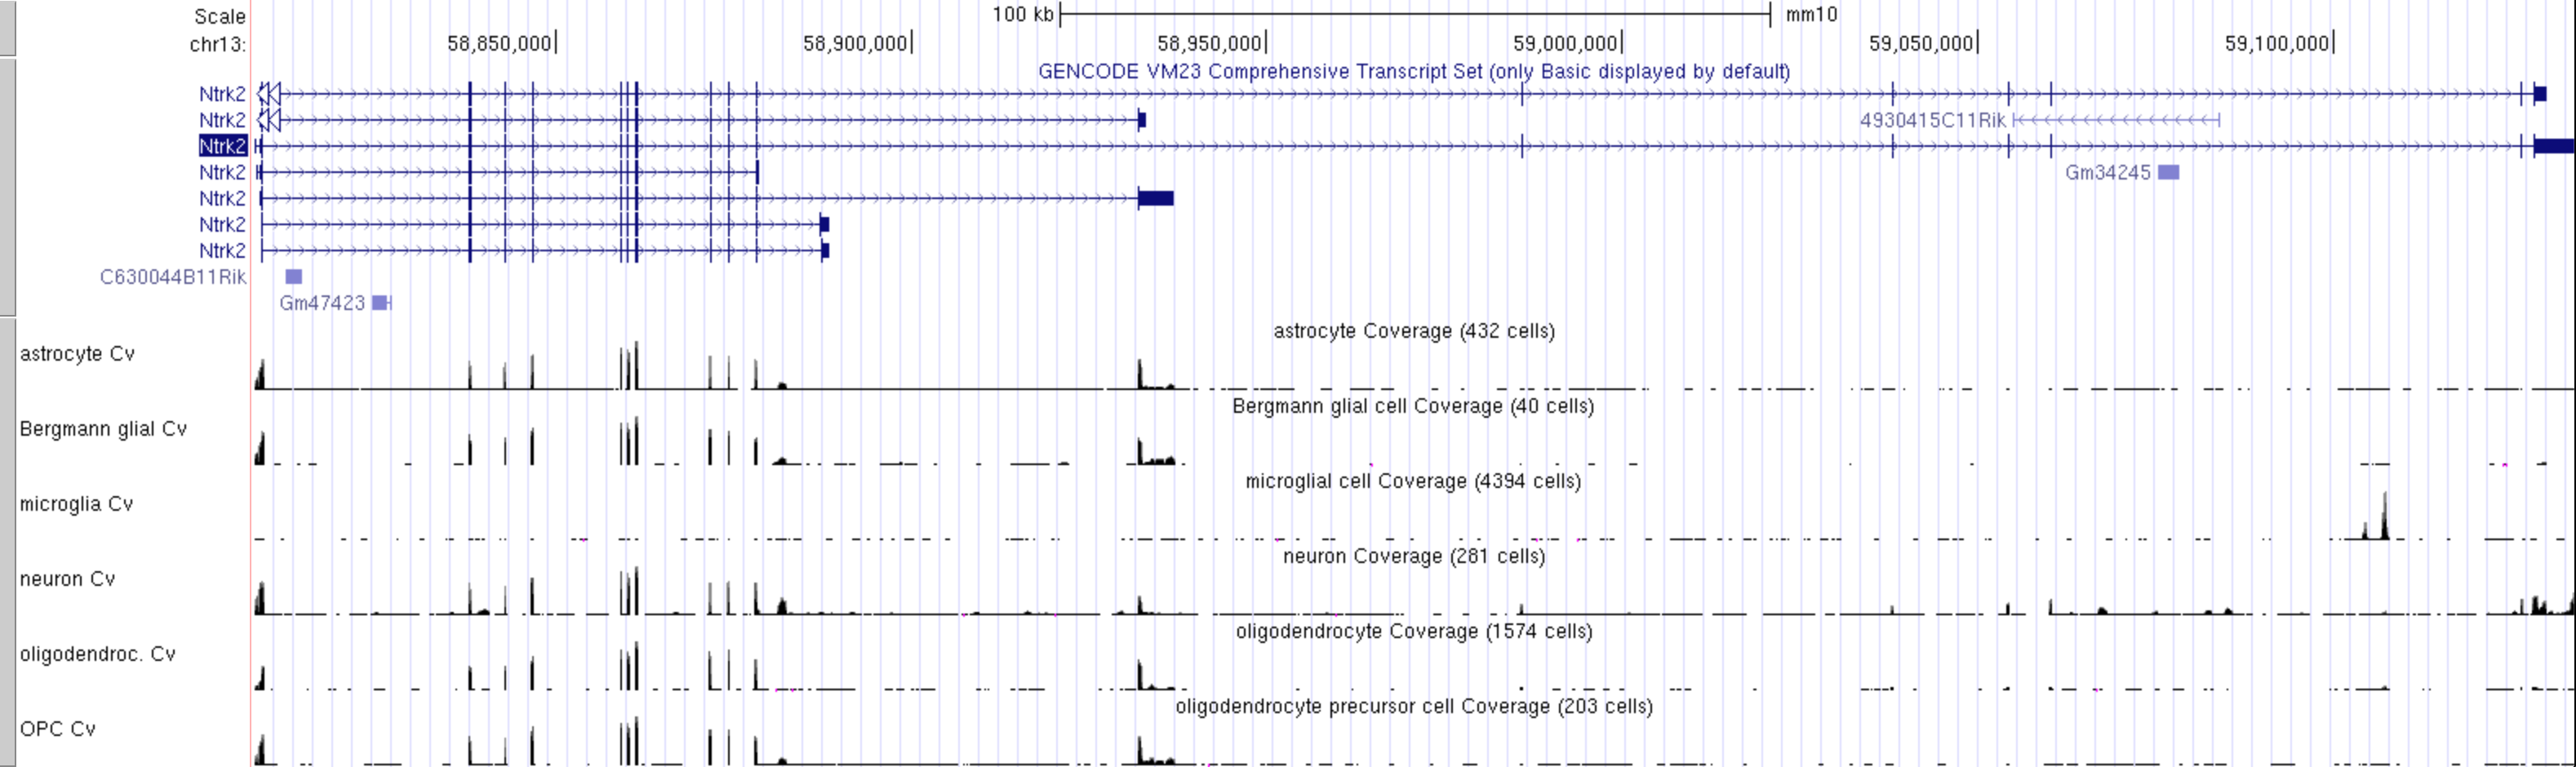 Scale 100 kb mm10
chr13: 58,850,000 58,900,000 58,950,000 59,000,000 59,050,000 59,100,000
GENCODE VM23 Comprehensive Transcript Set (only Basic displayed by default)
Ntrk2
Ntrk2 4930415C11Rik
Ntrk2
Ntrk2 Gm34245
Ntrk2
Ntrk2
Ntrk2
C630044B11Rik
Gm47423
astrocyte Coverage (432 cells)
astrocyte Cv
Bergmann glial cell Coverage (40 cells)
Bergmann glial Cv
microglial cell Coverage (4394 cells)
microglia Cv
neuron Coverage (281 cells)
neuron Cv
oligodendrocyte Coverage (1574 cells)
oligodendroc. Cv
oligodendrocyte precursor cell Coverage (203 cells)
OPC Cv